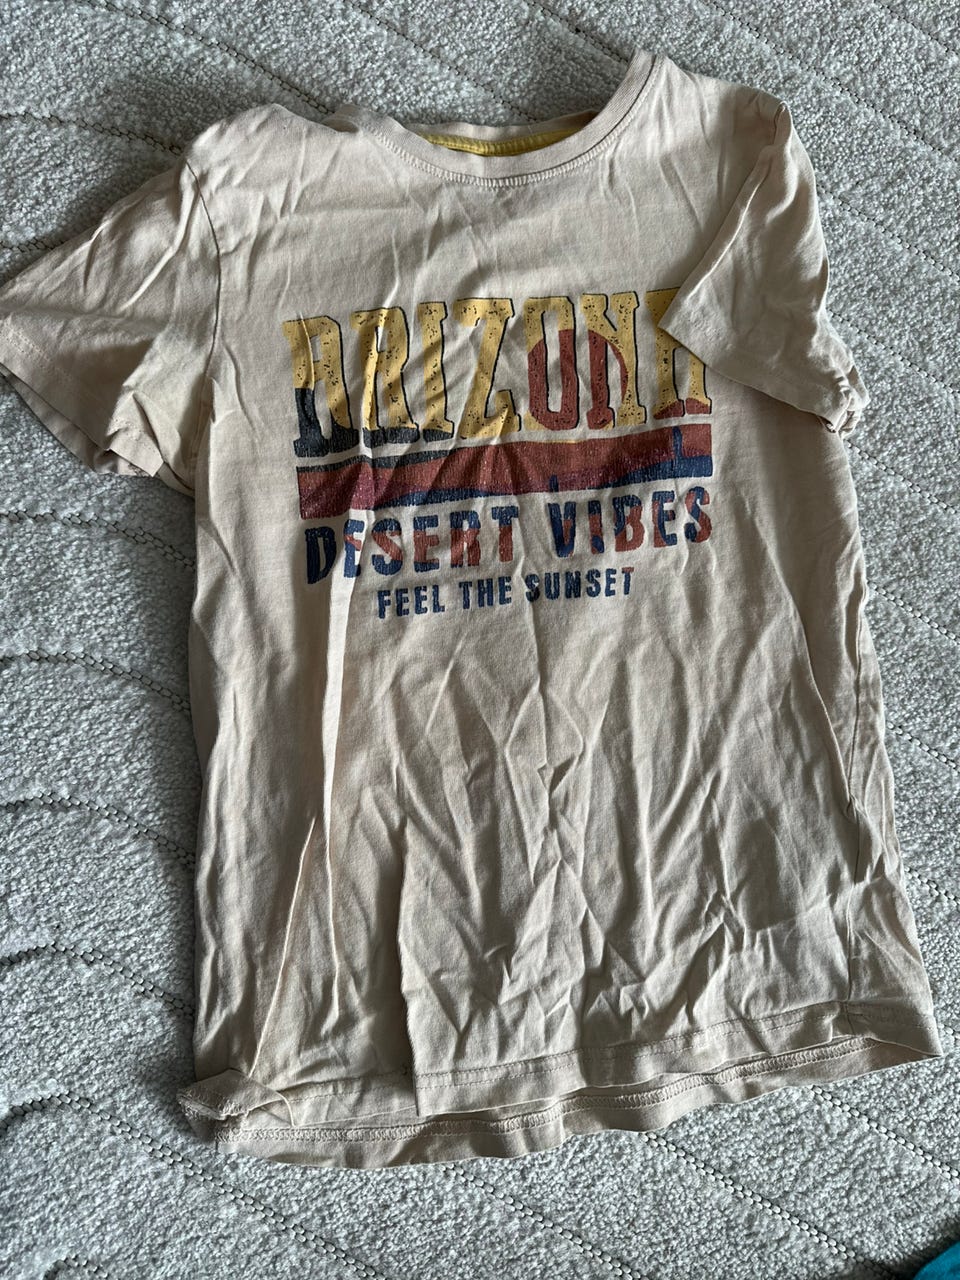 ARIZONA
DESERT VIBES
FEEL THE SUNSET